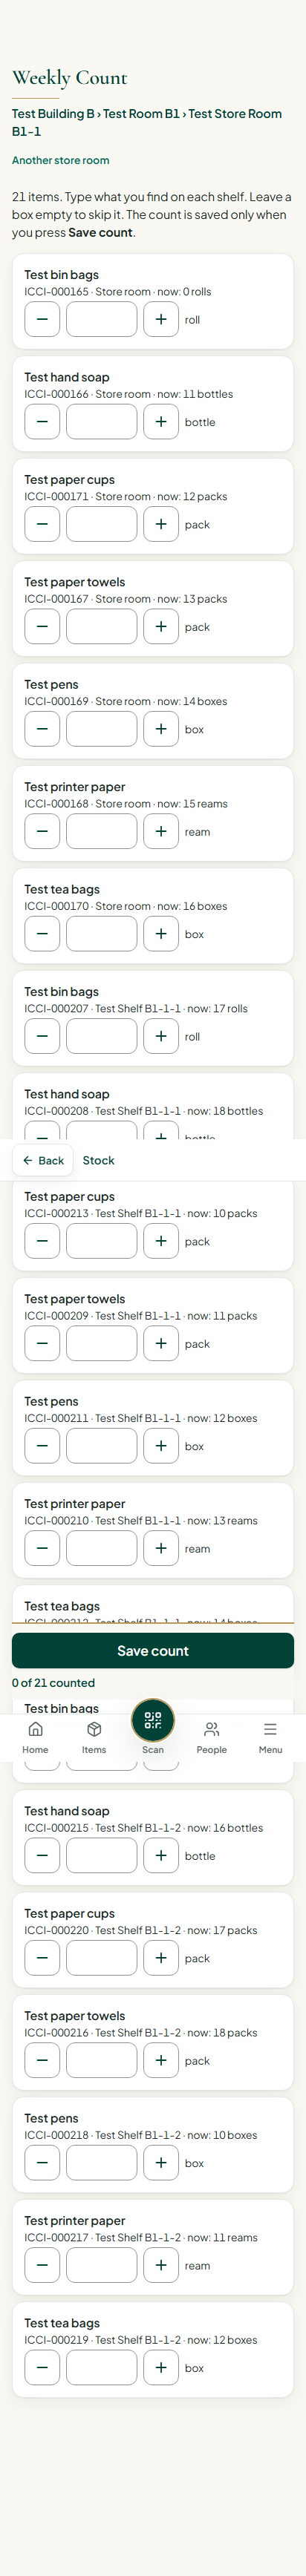 Weekly Count
Test Building B › Test Room B1 › Test Store Room
B1-1
Another store room
21 items. Type what you find on each shelf. Leave a
box empty to skip it. The count is saved only when
you press Save count.
Test bin bags
ICCI-000165 · Store room · now: 0 rolls
roll
Test hand soap
ICCI-000166 · Store room · now: 11 bottles
bottle
Test paper cups
ICCI-000171 · Store room · now: 12 packs
pack
Test paper towels
ICCI-000167 · Store room · now: 13 packs
pack
Test pens
ICCI-000169 · Store room · now: 14 boxes
box
Test printer paper
ICCI-000168 · Store room · now: 15 reams
ream
Test tea bags
ICCI-000170 · Store room · now: 16 boxes
box
Test bin bags
ICCI-000207 · Test Shelf B1-1-1 · now: 17 rolls
roll
Test hand soap
ICCI-000208 · Test Shelf B1-1-1 · now: 18 bottles
bottle
Back Stock
Test paper cups
ICCI-000213 · Test Shelf B1-1-1 · now: 10 packs
pack
Test paper towels
ICCI-000209 · Test Shelf B1-1-1 · now: 11 packs
pack
Test pens
ICCI-000211 · Test Shelf B1-1-1 · now: 12 boxes
box
Test printer paper
ICCI-000210 · Test Shelf B1-1-1 · now: 13 reams
ream
Test tea bags
ICCI-000212 · Test Shelf B1-1-1 · now: 14 boxes
Save count
0 of 21 counted
Test bin bags
Home Items Scan People Menu
Test hand soap
ICCI-000215 · Test Shelf B1-1-2 · now: 16 bottles
bottle
Test paper cups
ICCI-000220 · Test Shelf B1-1-2 · now: 17 packs
pack
Test paper towels
ICCI-000216 · Test Shelf B1-1-2 · now: 18 packs
pack
Test pens
ICCI-000218 · Test Shelf B1-1-2 · now: 10 boxes
box
Test printer paper
ICCI-000217 · Test Shelf B1-1-2 · now: 11 reams
ream
Test tea bags
ICCI-000219 · Test Shelf B1-1-2 · now: 12 boxes
box